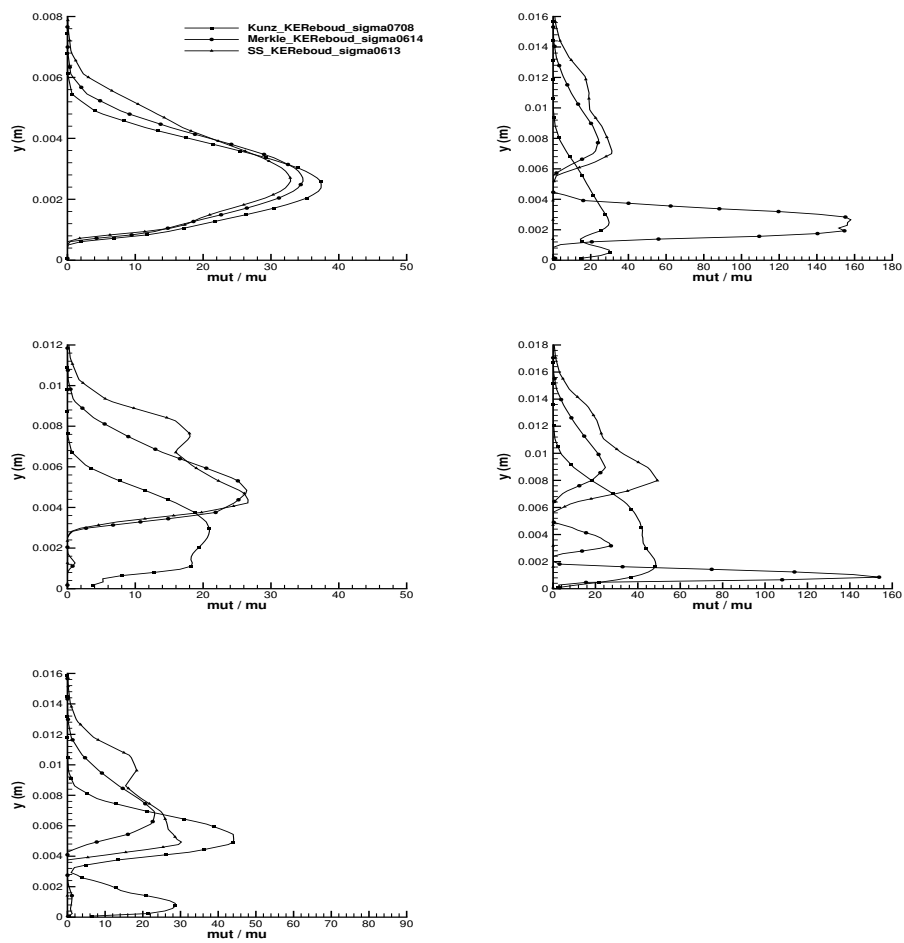 Kunz_KEReboud_sigma0708
Merkle_KEReboud_sigma0614
SS_KEReboud_sigma0613
y (m)
0.008
0.006
0.004
0.002
0
0 10 20 30 40 50
mut / mu
y (m)
0.016
0.014
0.012
0.01
0.008
0.006
0.004
0.002
0
0 20 40 60 80 100 120 140 160 180
mut / mu
y (m)
0.012
0.01
0.008
0.006
0.004
0.002
0
0 10 20 30 40 50
mut / mu
y (m)
0.018
0.016
0.014
0.012
0.01
0.008
0.006
0.004
0.002
0
0 20 40 60 80 100 120 140 160
mut / mu
y (m)
0.016
0.014
0.012
0.01
0.008
0.006
0.004
0.002
0
0 10 20 30 40 50 60 70 80 90
mut / mu